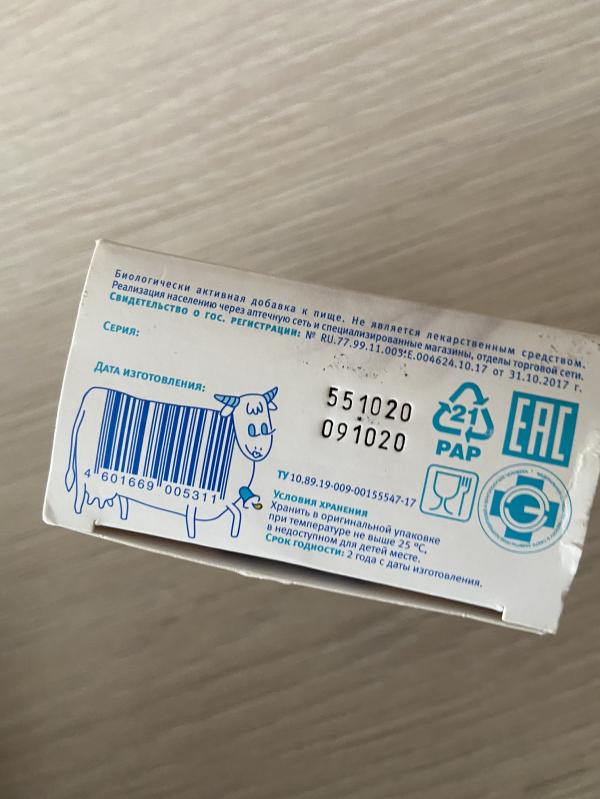 Биологически активная добавка к пище. Не является лекарственным средством.
Реализация населению через аптечную сеть и специализированные магазины, отделы торговой сети.
Свидетельство о гос. регистрации: № RU.77.99.11.003.Е.004624.10.17 от 31.10.2017 г.
Серия:
551020
Дата изготовления:
091020
21
PAP
EAC
4 601669 005311
ТУ 10.89.19-009-00155547-17
Условия хранения
Хранить в оригинальной упаковке
при температуре не выше 25 °С,
в недоступном для детей месте.
Срок годности: 2 года с даты изготовления.